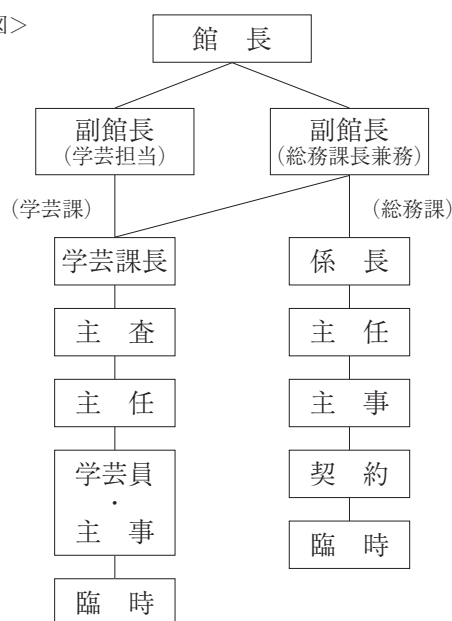 図＞
館　長
副館長
（学芸担当）
副館長
（総務課長兼務）
（学芸課）
（総務課）
学芸課長
係　長
主　査
主　任
主　任
主　事
学芸員
・
主　事
契　約
臨　時
臨　時